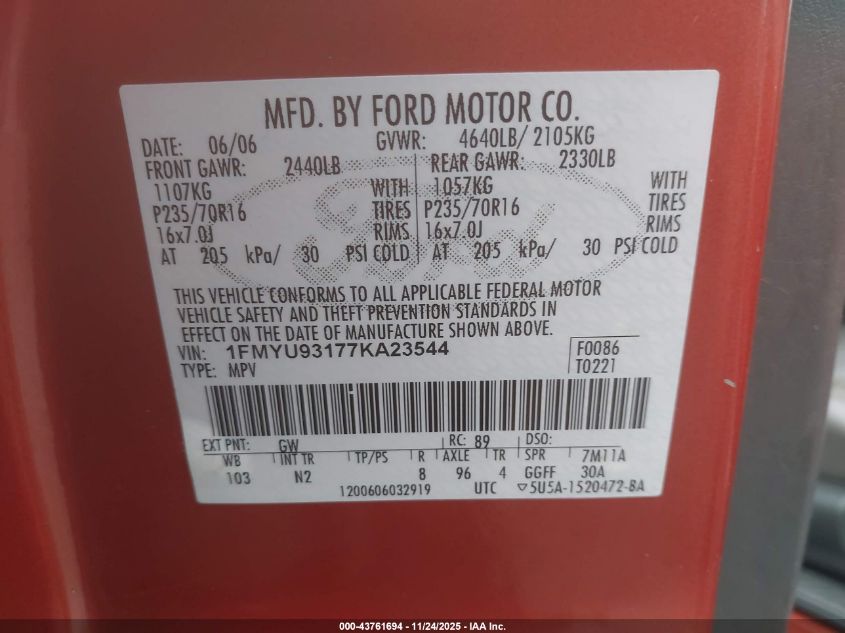 MFD. BY FORD MOTOR CO.
DATE: 06/06 GVWR: 4640LB/ 2105KG
FRONT GAWR: 2440LB REAR GAWR: 2330LB
1107KG WITH 1057KG WITH
P235/70R16 TIRES P235/70R16 TIRES
16x7.0J RIMS 16x7.0J RIMS
AT 205 kPa/ 30 PSI COLD AT 205 kPa/ 30 PSI COLD
Ford
THIS VEHICLE CONFORMS TO ALL APPLICABLE FEDERAL MOTOR
VEHICLE SAFETY AND THEFT PREVENTION STANDARDS IN
EFFECT ON THE DATE OF MANUFACTURE SHOWN ABOVE.
VIN: 1FMYU93177KA23544 F0086
TYPE: MPV T0221
EXT PNT: GW RC: 89 DSO:
WB INT TR TP/PS R AXLE TR SPR 7M11A
103 N2 8 96 4 GGFF 30A
1200606032919 UTC ▽5U5A-1520472-BA
000-43761694 - 11/24/2025 - IAA Inc.